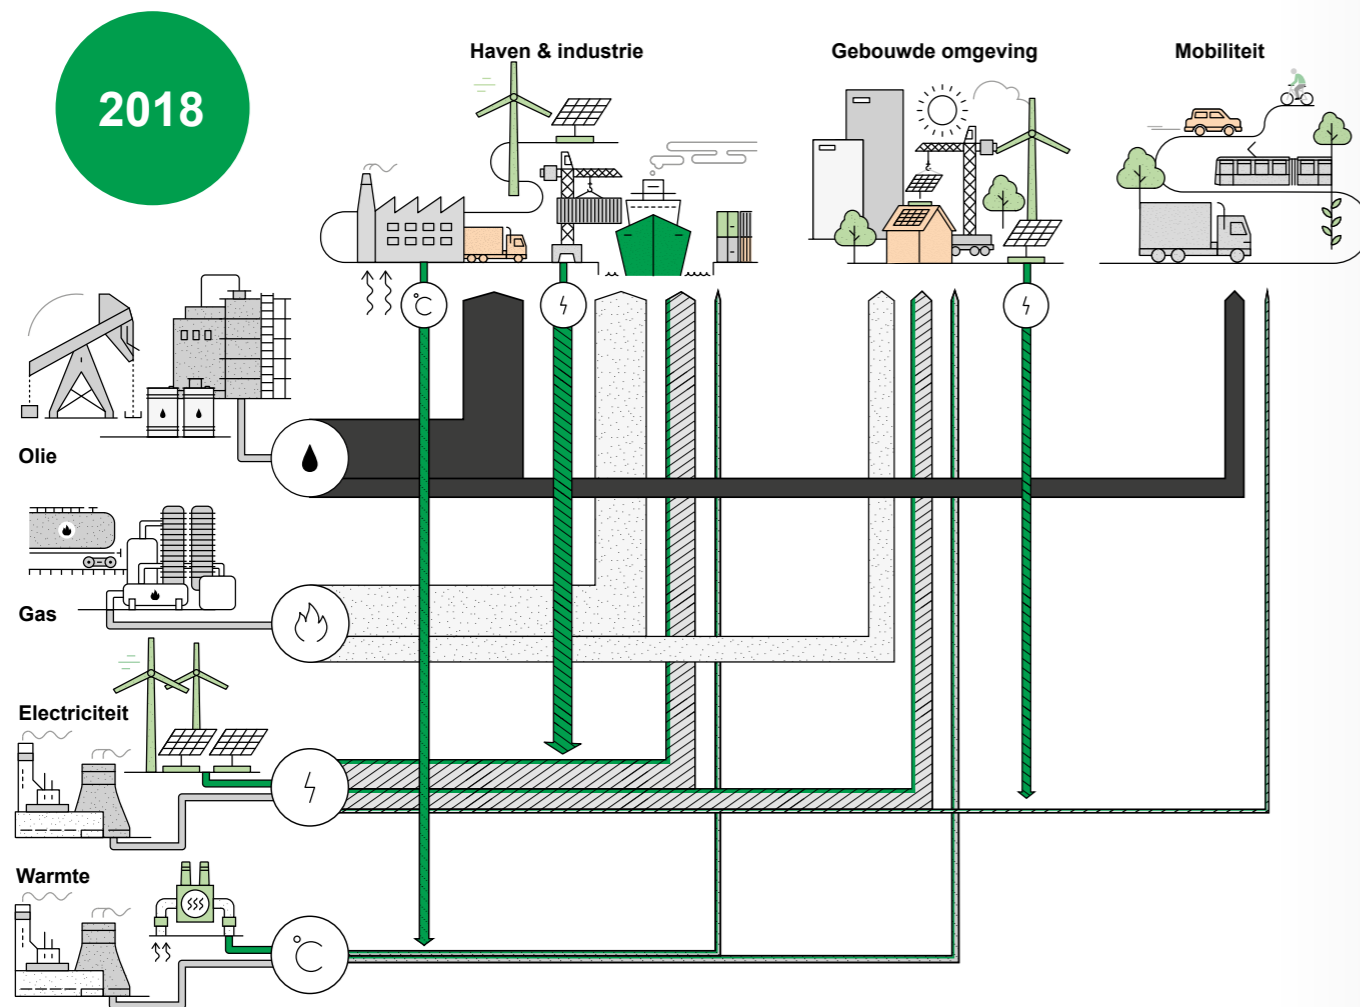 2018
Haven & industrie
Gebouwde omgeving
Mobiliteit
°C
Olie
Gas
Electriciteit
Warmte
°C